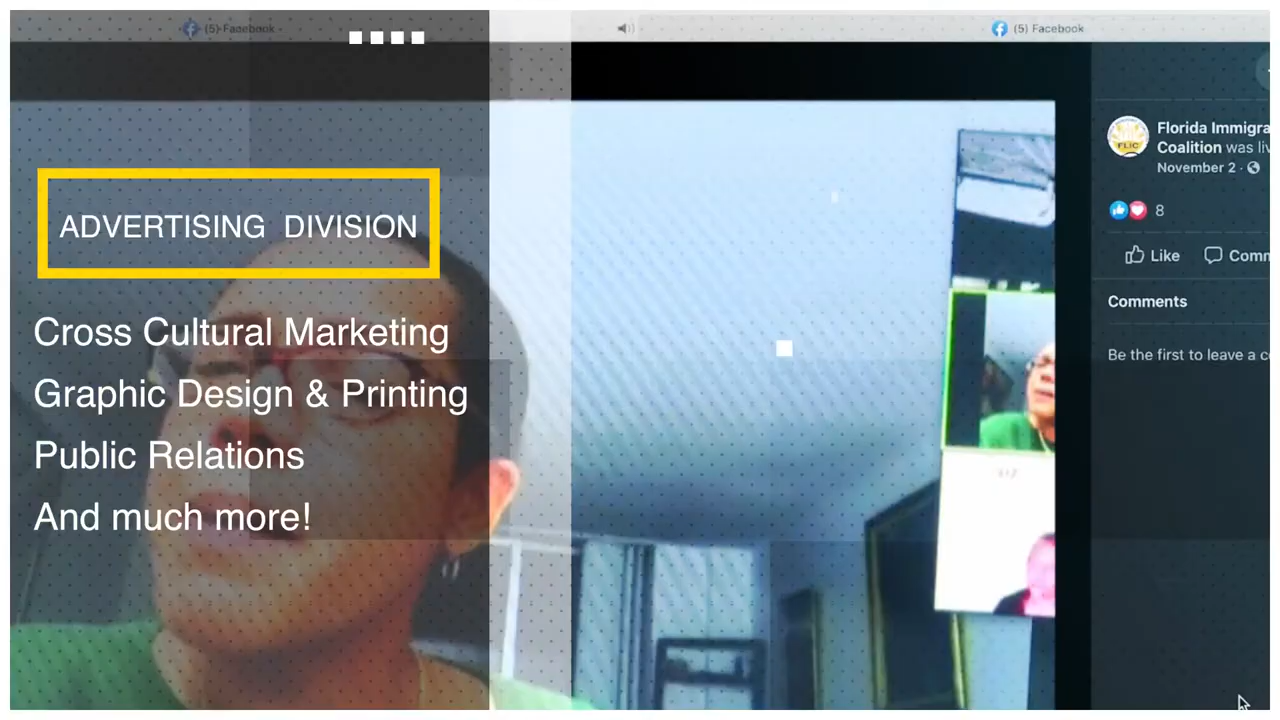 (5) Facebook
(5) Facebook
ADVERTISING DIVISION
Cross Cultural Marketing
Graphic Design & Printing
Public Relations
And much more!
Florida Immigra
Coalition was liv
November 2 ·
FLIC
8
Like
Comm
Comments
Be the first to leave a co